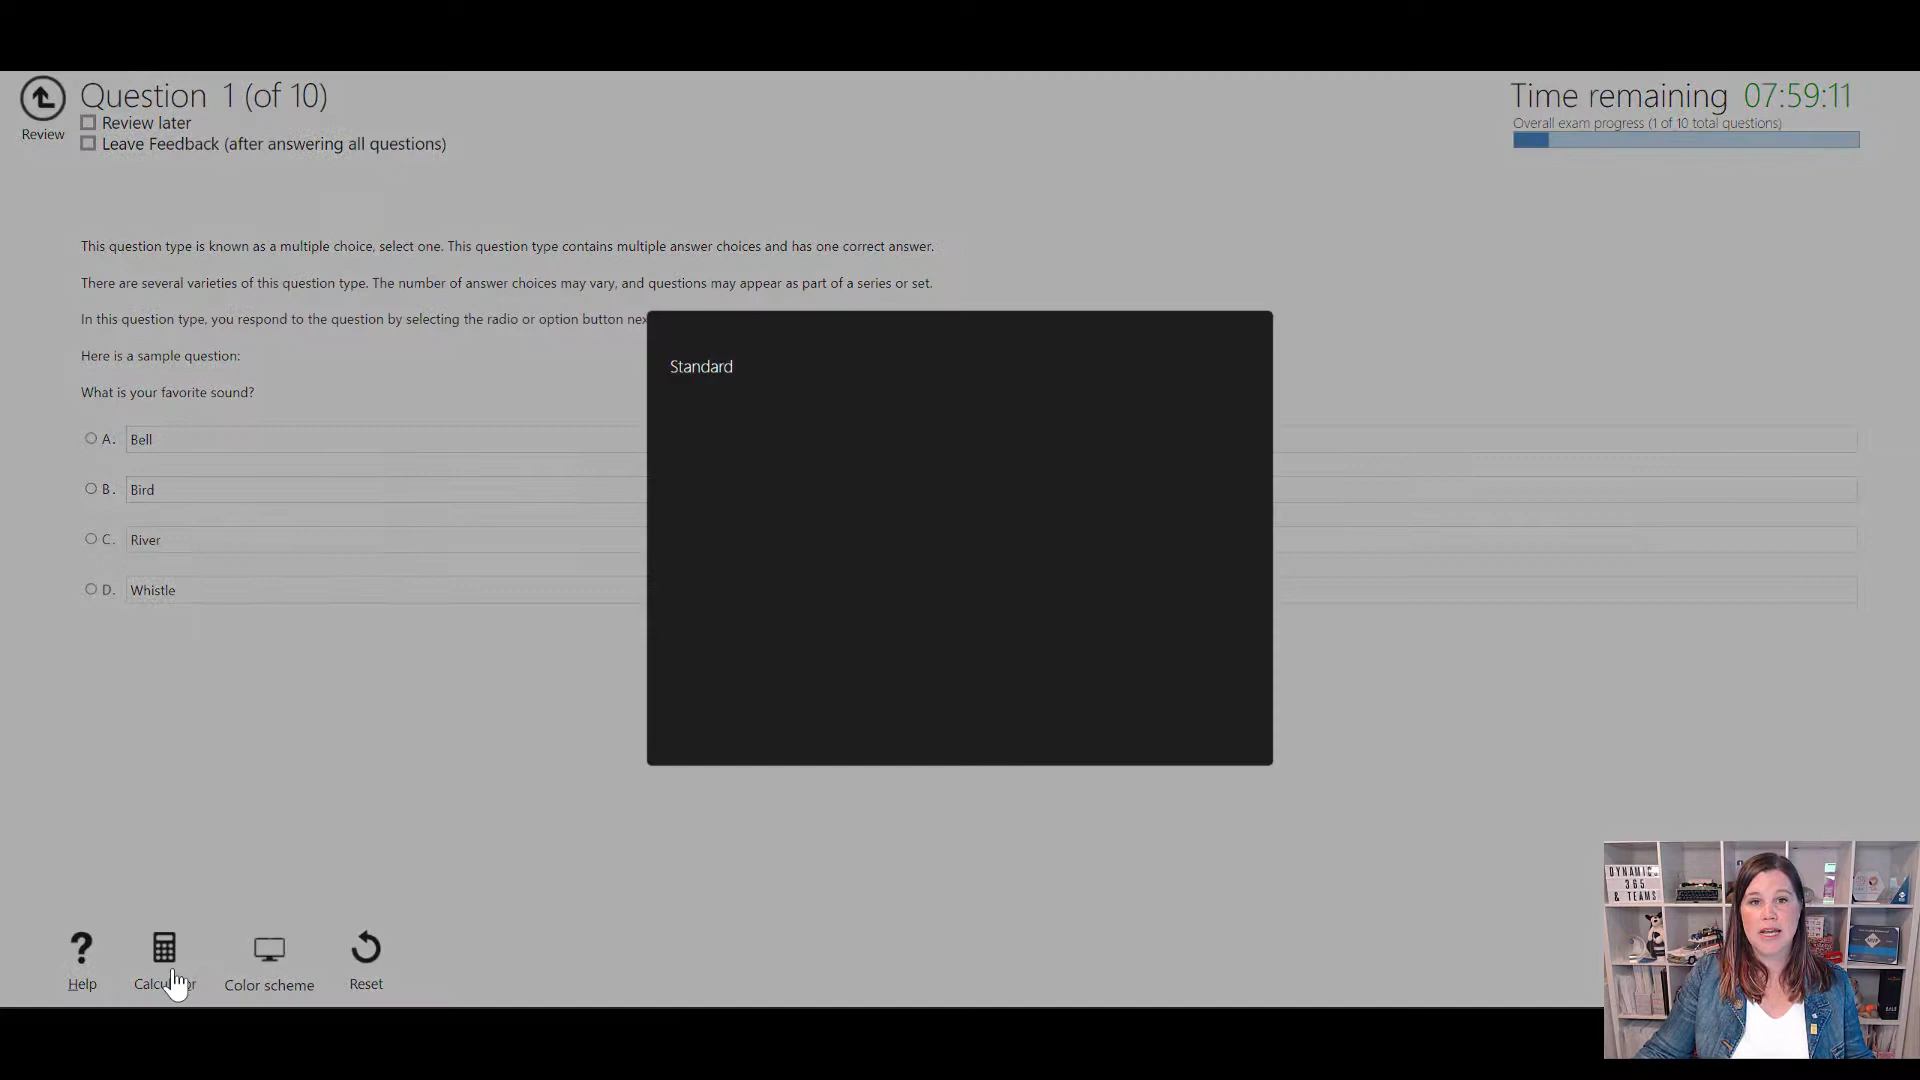 Review
Question 1 (of 10)
Review later
Leave Feedback (after answering all questions)
Time remaining 07:59:11
Overall exam progress (1 of 10 total questions)
This question type is known as a multiple choice, select one. This question type contains multiple answer choices and has one correct answer.
There are several varieties of this question type. The number of answer choices may vary, and questions may appear as part of a series or set.
In this question type, you respond to the question by selecting the radio or option button
Here is a sample question:
What is your favorite sound?
Standard
A. Bell
B. Bird
C. River
D. Whistle
Help
Color scheme
Reset
DYNAMICS
365
& TEAMS